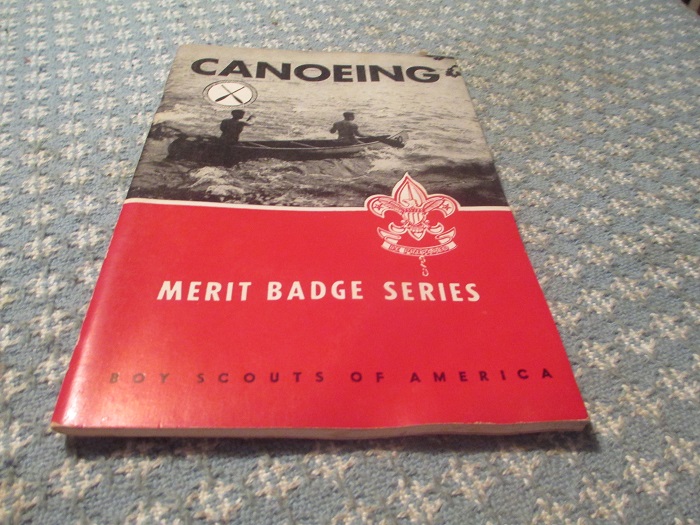 CANOEING
MERIT BADGE SERIES
BOY SCOUTS OF AMERICA